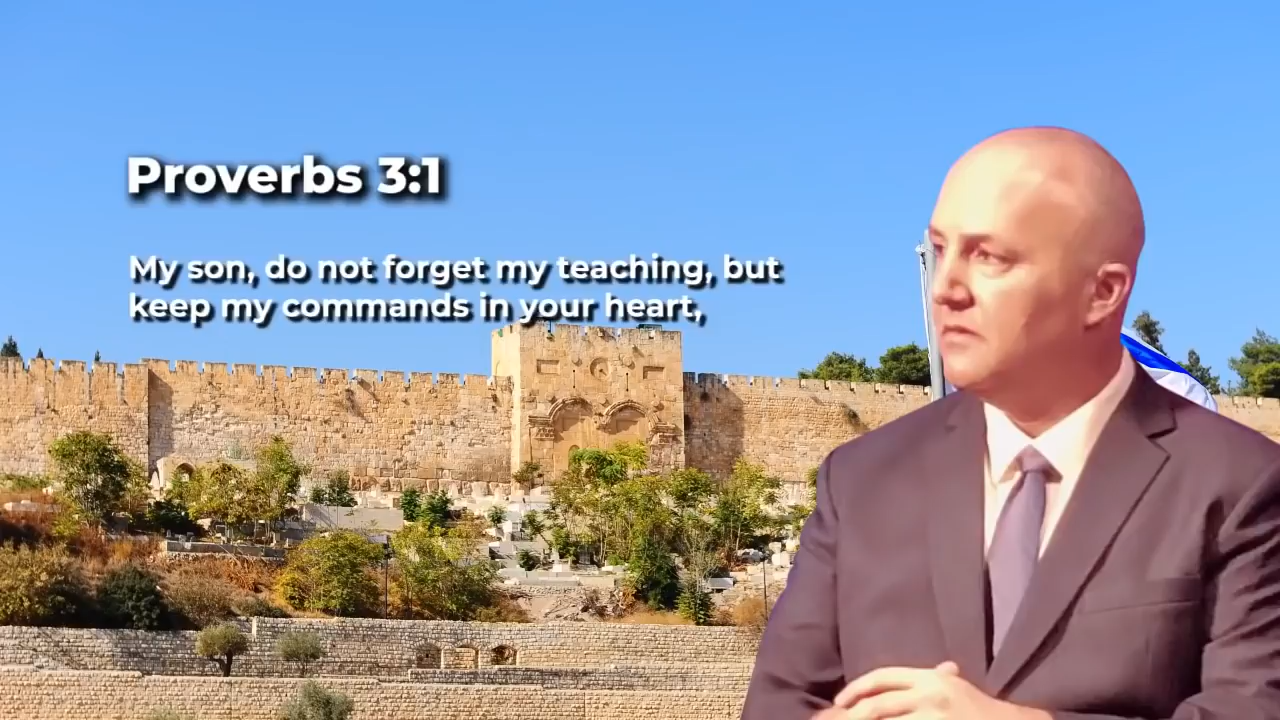 Proverbs 3:1
My son, do not forget my teaching, but
keep my commands in your heart,